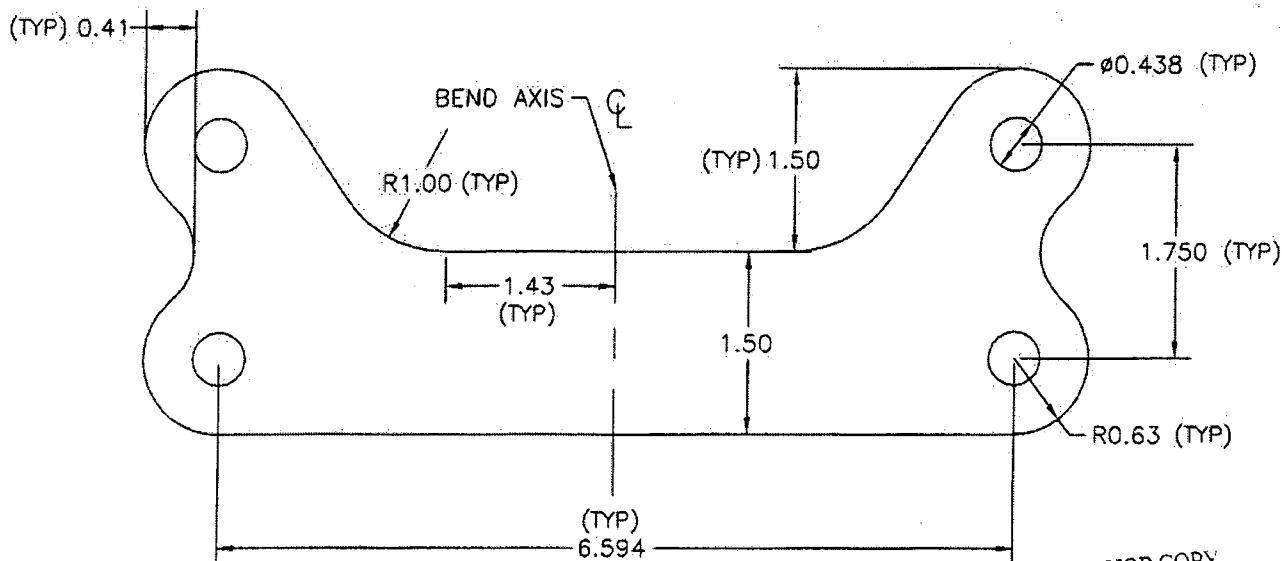 (TYP) 0.41
BEND AXIS
℄
ø0.438 (TYP)
R1.00 (TYP)
(TYP) 1.50
1.750 (TYP)
1.43
(TYP)
1.50
R0.63 (TYP)
(TYP)
6.594
COPY